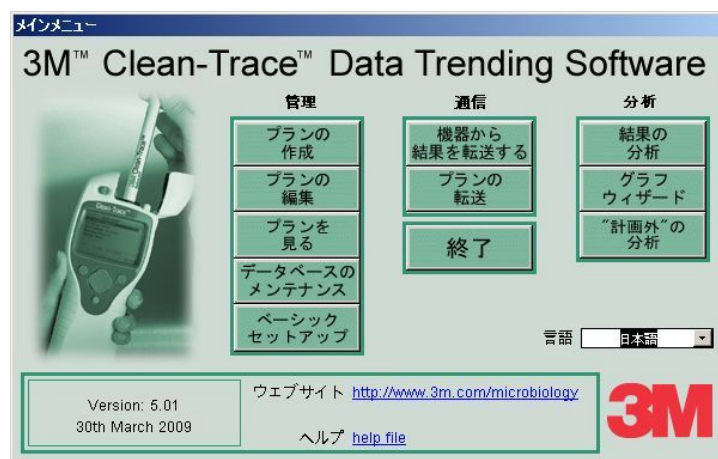 メインメニュー
3M™ Clean-Trace™ Data Trending Software
管理
プランの
作成
プランの
編集
プランを
見る
データベースの
メンテナンス
ベーシック
セットアップ
通信
機器から
結果を転送する
プランの
転送
終了
分析
結果の
分析
グラフ
ウィザード
"計画外"の
分析
言語 日本語
Version: 5.01
30th March 2009
ウェブサイト http://www.3m.com/microbiology
ヘルプ help file
3M